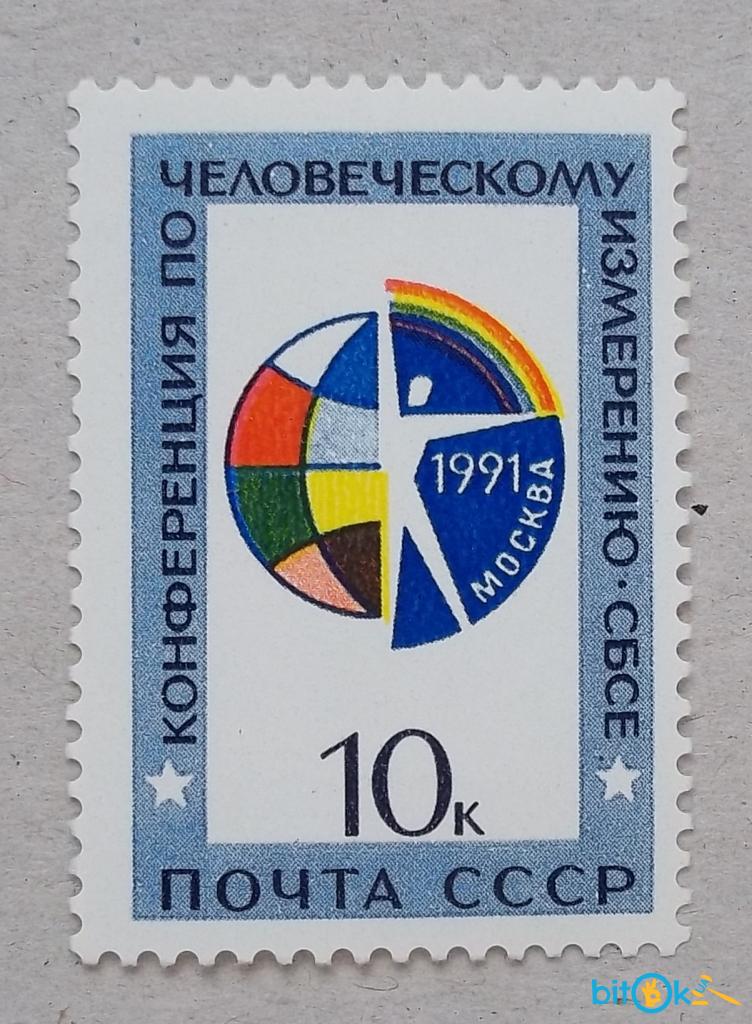 КОНФЕРЕНЦИЯ ПО
ЧЕЛОВЕЧЕСКОМУ
ИЗМЕРЕНИЮ · СБСЕ
1991
МОСКВА
10к
ПОЧТА СССР
bitOk